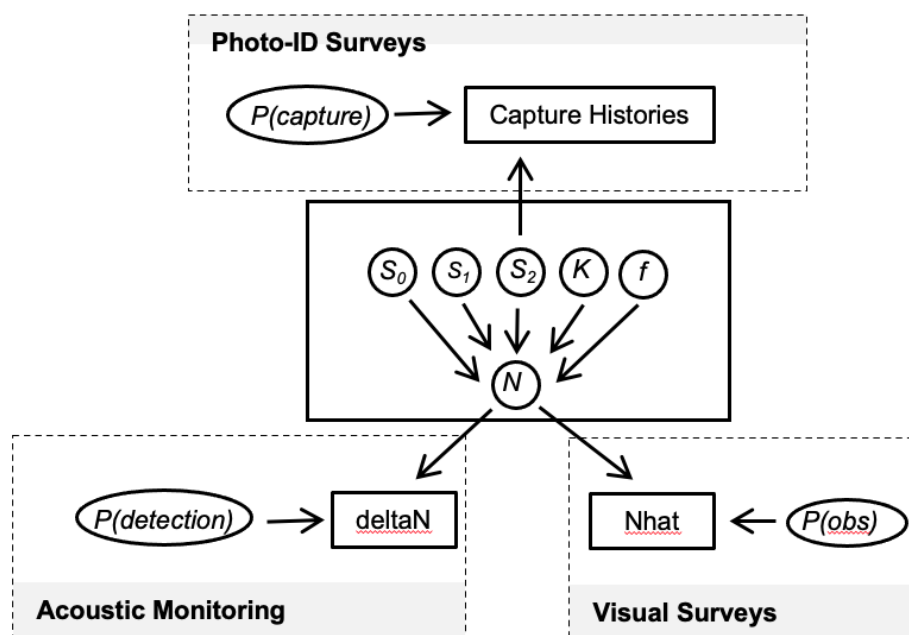 Photo-ID Surveys
P(capture)
Capture Histories
S₀
S₁
S₂
K
f
N
P(detection)
deltaN
Nhat
P(obs)
Acoustic Monitoring
Visual Surveys